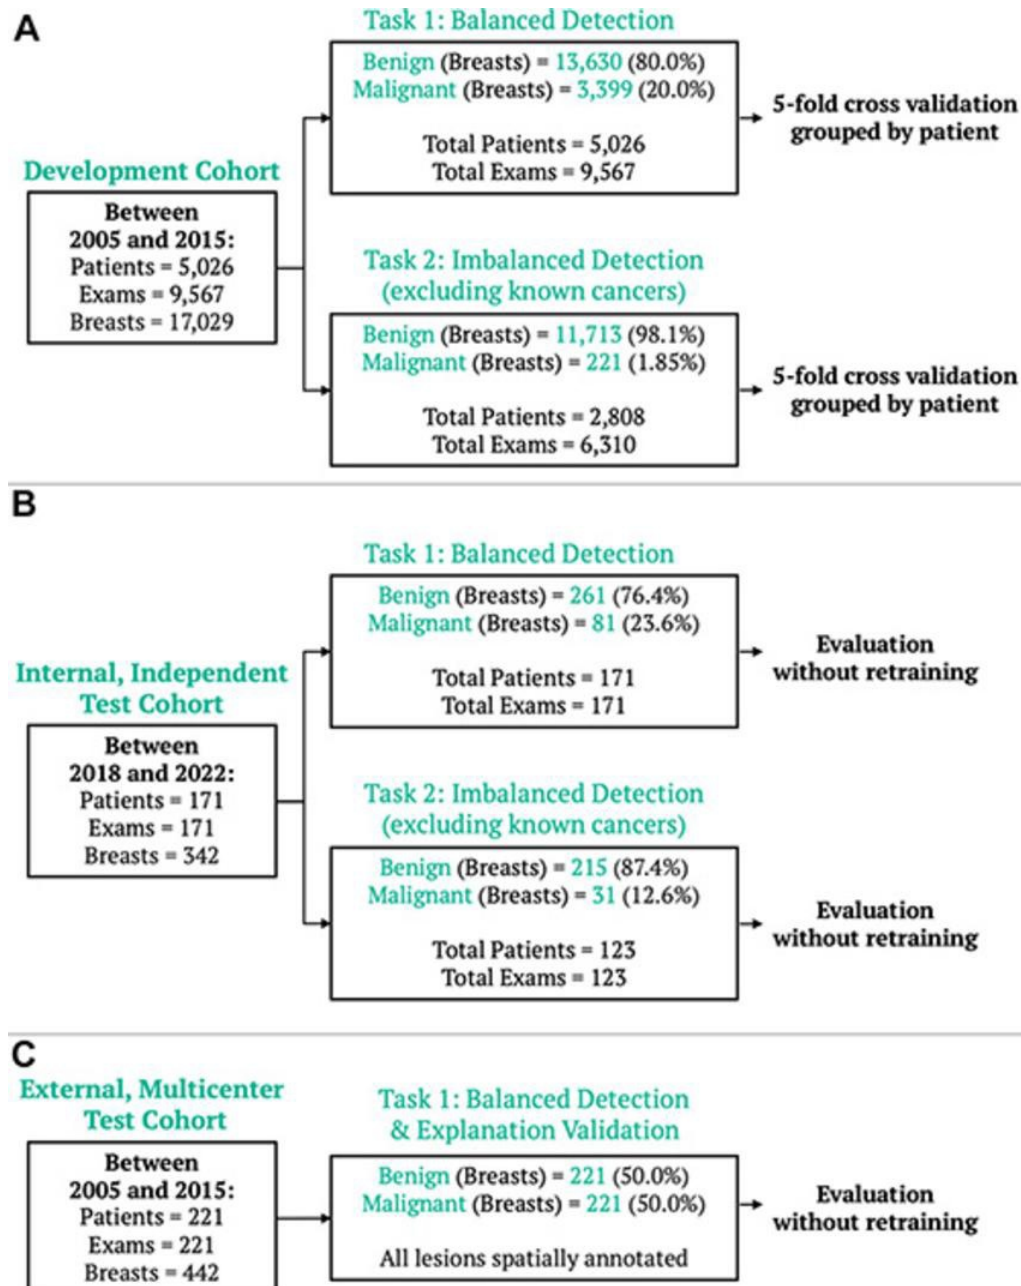 A
Task 1: Balanced Detection
Benign (Breasts) = 13,630 (80.0%)
Malignant (Breasts) = 3,399 (20.0%)
Total Patients = 5,026
Total Exams = 9,567
5-fold cross validation
grouped by patient
Development Cohort
Between
2005 and 2015:
Patients = 5,026
Exams = 9,567
Breasts = 17,029
Task 2: Imbalanced Detection
(excluding known cancers)
Benign (Breasts) = 11,713 (98.1%)
Malignant (Breasts) = 221 (1.85%)
Total Patients = 2,808
Total Exams = 6,310
5-fold cross validation
grouped by patient
B
Task 1: Balanced Detection
Benign (Breasts) = 261 (76.4%)
Malignant (Breasts) = 81 (23.6%)
Total Patients = 171
Total Exams = 171
Evaluation
without retraining
Internal, Independent
Test Cohort
Between
2018 and 2022:
Patients = 171
Exams = 171
Breasts = 342
Task 2: Imbalanced Detection
(excluding known cancers)
Benign (Breasts) = 215 (87.4%)
Malignant (Breasts) = 31 (12.6%)
Total Patients = 123
Total Exams = 123
Evaluation
without retraining
C
External, Multicenter
Test Cohort
Between
2005 and 2015:
Patients = 221
Exams = 221
Breasts = 442
Task 1: Balanced Detection
& Explanation Validation
Benign (Breasts) = 221 (50.0%)
Malignant (Breasts) = 221 (50.0%)
All lesions spatially annotated
Evaluation
without retraining